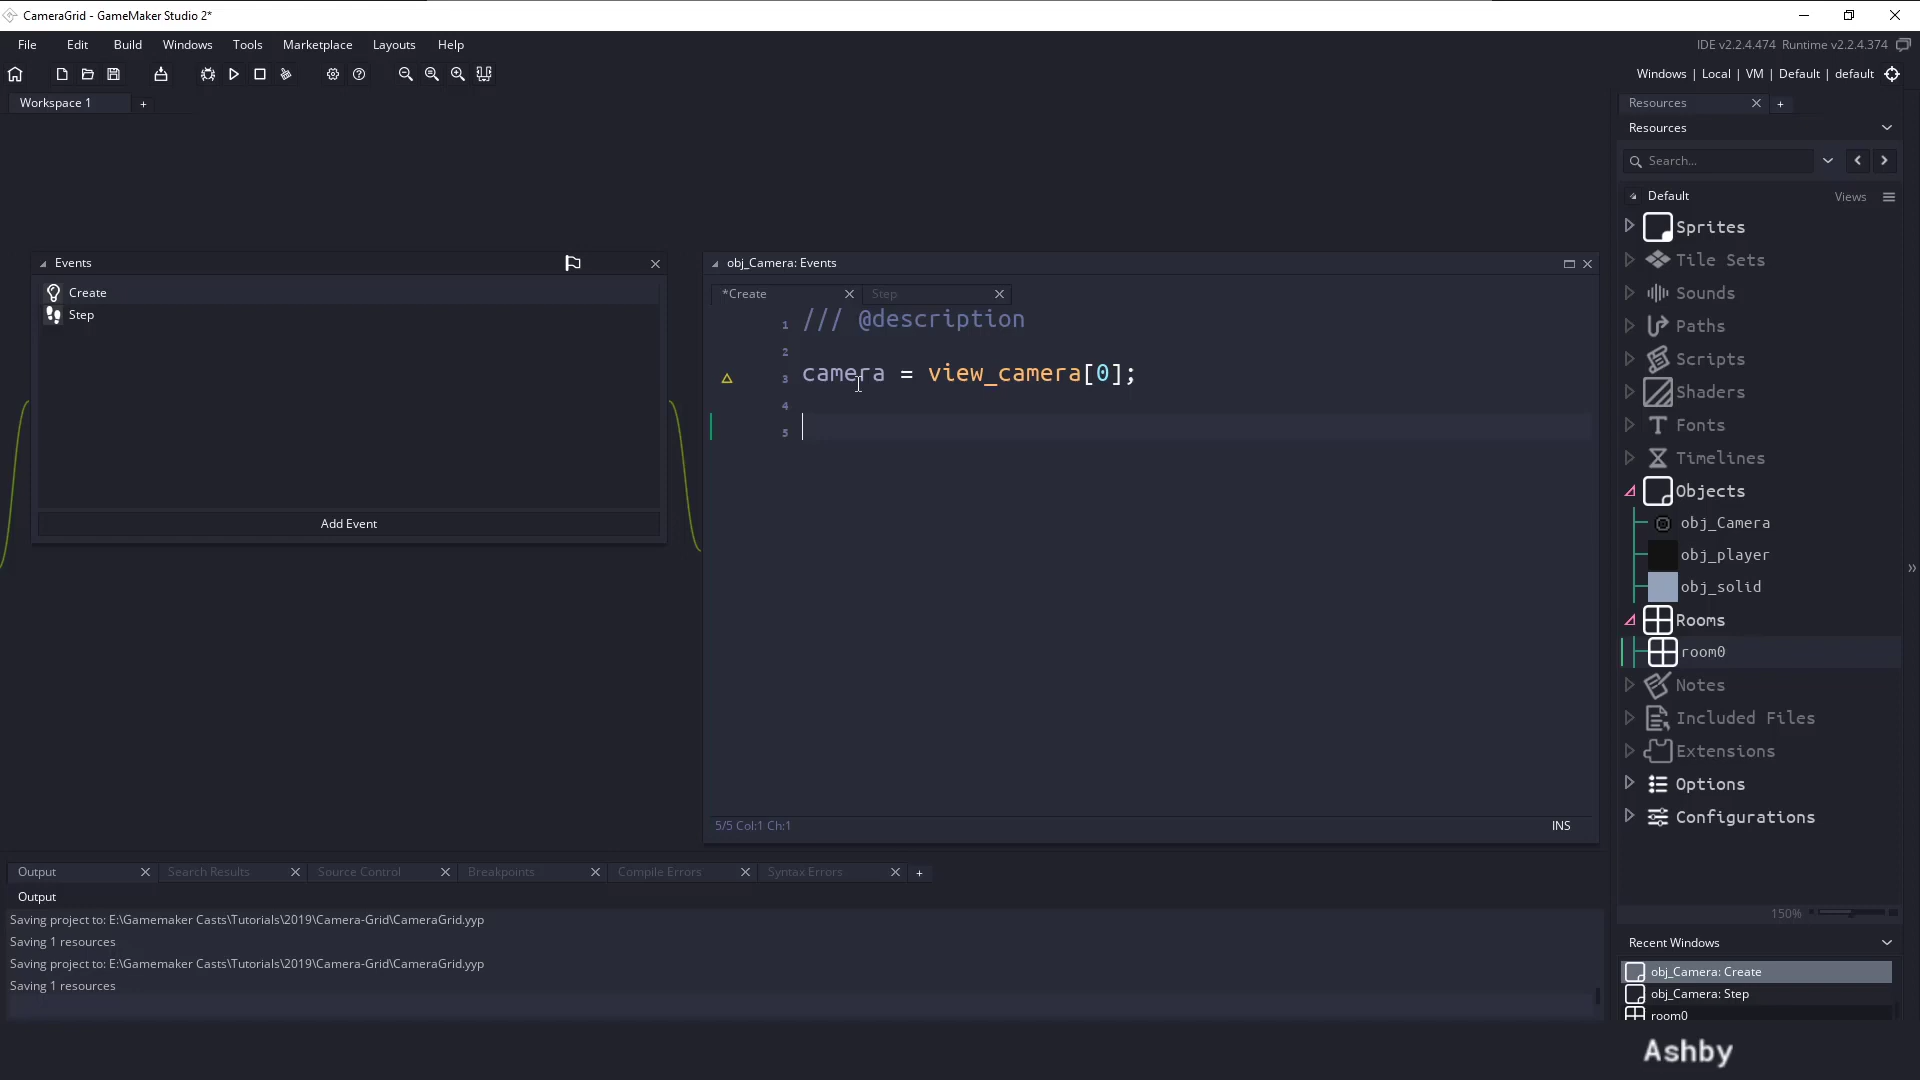 CameraGrid - GameMaker Studio 2*
File Edit Build Windows Tools Marketplace Layouts Help
IDE v2.2.4.474 Runtime v2.2.4.374
Windows | Local | VM | Default | default
Workspace 1 +
Resources +
Resources
Search...
Default Views
Sprites
Tile Sets
Sounds
Paths
Scripts
Shaders
Fonts
Timelines
Objects
obj_Camera
obj_player
obj_solid
Rooms
room0
Notes
Included Files
Extensions
Options
Configurations
150%
Recent Windows
obj_Camera: Create
obj_Camera: Step
room0
Events
Create
Step
Add Event
obj_Camera: Events
*Create Step
1 /// @description
2
3 camera = view_camera[0];
4
5
5/5 Col:1 Ch:1 INS
Output Search Results Source Control Breakpoints Compile Errors Syntax Errors +
Output
Saving project to: E:\Gamemaker Casts\Tutorials\2019\Camera-Grid\CameraGrid.yyp
Saving 1 resources
Saving project to: E:\Gamemaker Casts\Tutorials\2019\Camera-Grid\CameraGrid.yyp
Saving 1 resources
Ashby